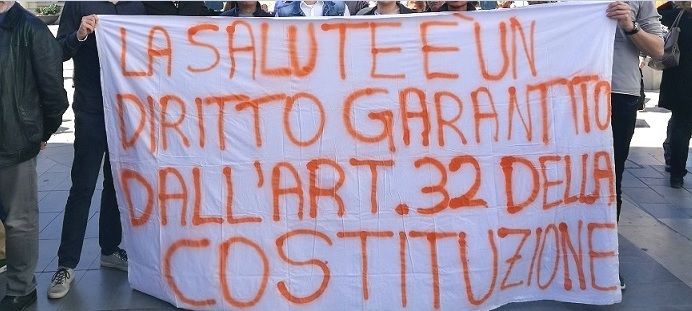 LA SALUTE È UN
DIRITTO GARANTITO
DALL'ART.32 DELLA
COSTITUZIONE